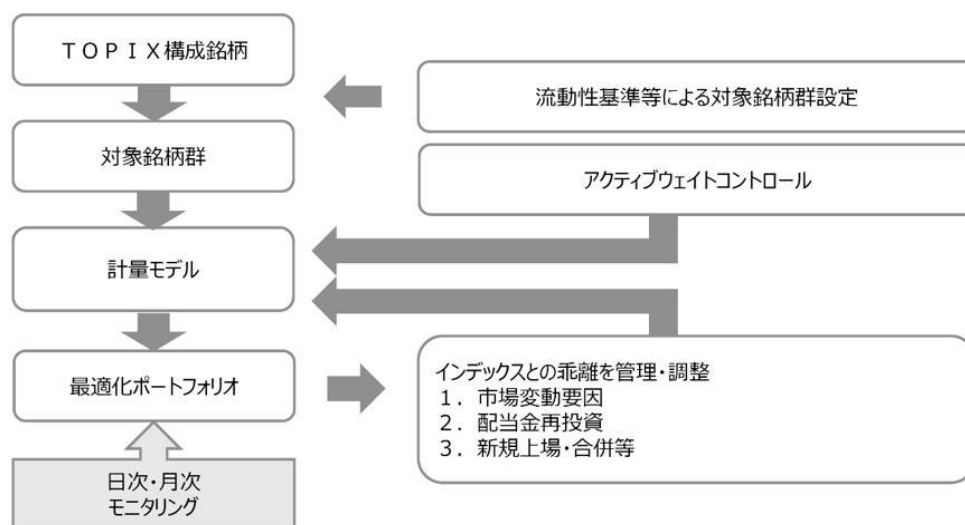 ＴＯＰＩＸ構成銘柄
流動性基準等による対象銘柄群設定
対象銘柄群
アクティブウェイトコントロール
計量モデル
最適化ポートフォリオ
インデックスとの乖離を管理・調整
１．市場変動要因
２．配当金再投資
３．新規上場・合併等
日次・月次
モニタリング